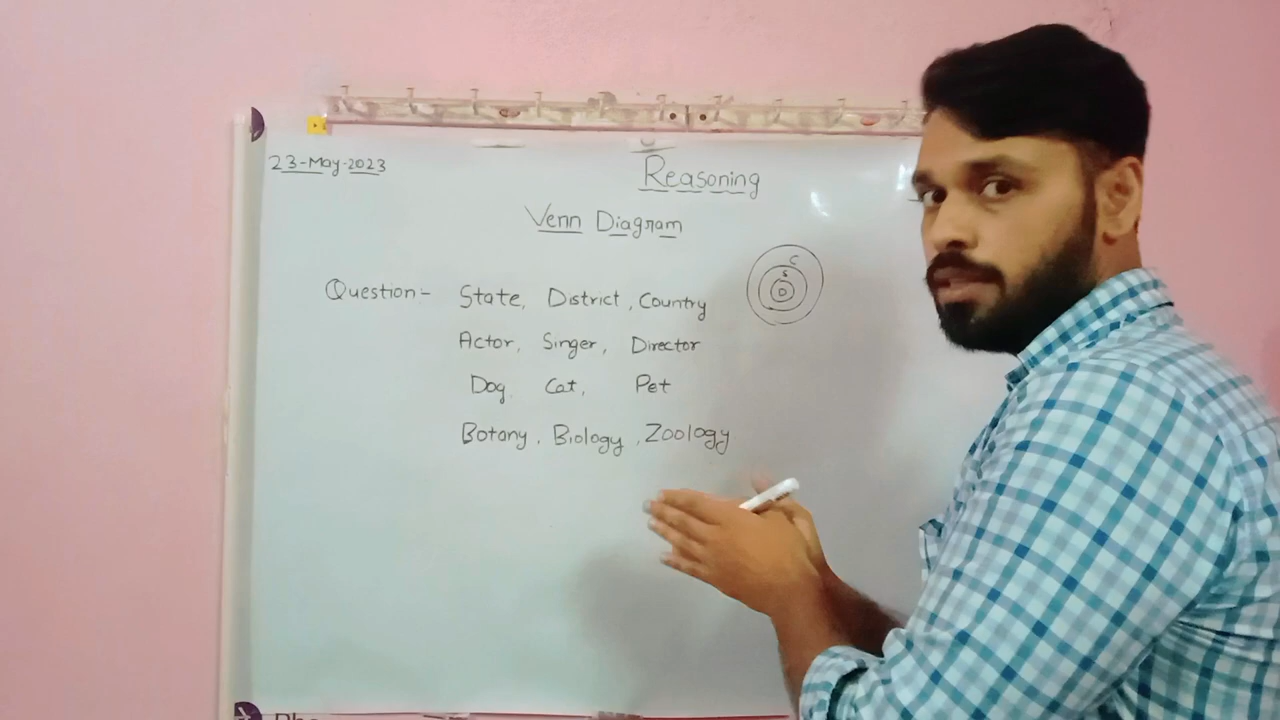 23-May-2023
Reasoning
Venn Diagram
Question:- State, District, Country
C
S
D
Actor, Singer, Director
Dog, Cat, Pet
Botany, Biology, Zoology